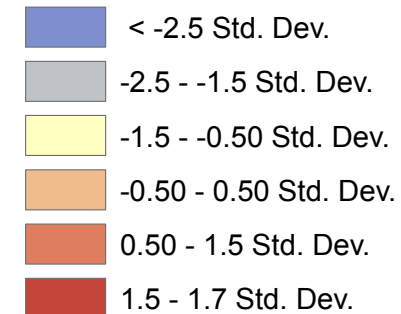 < -2.5 Std. Dev.
-2.5 - -1.5 Std. Dev.
-1.5 - -0.50 Std. Dev.
-0.50 - 0.50 Std. Dev.
0.50 - 1.5 Std. Dev.
1.5 - 1.7 Std. Dev.